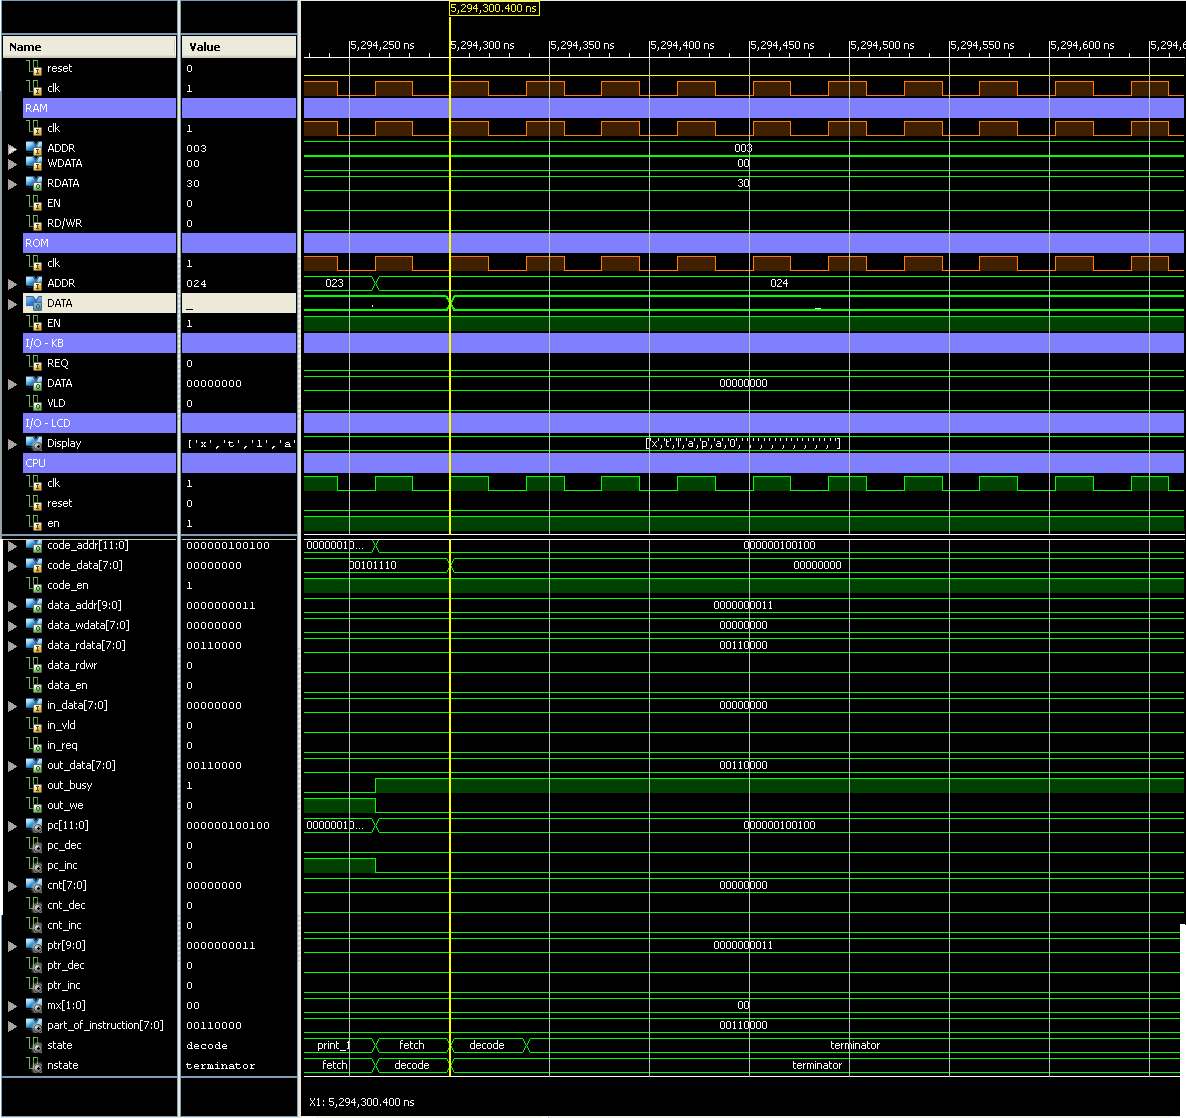 5,294,300.400 ns
Name Value 5,294,250 ns 5,294,300 ns 5,294,350 ns 5,294,400 ns 5,294,450 ns 5,294,500 ns 5,294,550 ns 5,294,600 ns 5,294,6
reset 0
clk 1
RAM
clk 1
ADDR 003 003
WDATA 00 00
RDATA 30 30
EN 0
RD/WR 0
ROM
clk 1
ADDR 024 023 024
DATA _ . _
EN 1
I/O - KB
REQ 0
DATA 00000000 00000000
VLD 0
I/O - LCD
Display ['x','t','l','a' ['x','t','l','a','p','a','0',' ',' ',' ',' ',' ',' ',' ',' ',' ']
CPU
clk 1
reset 0
en 1
code_addr[11:0] 000000100100 00000010... 000000100100
code_data[7:0] 00000000 00101110 00000000
code_en 1
data_addr[9:0] 0000000011 0000000011
data_wdata[7:0] 00000000 00000000
data_rdata[7:0] 00110000 00110000
data_rdwr 0
data_en 0
in_data[7:0] 00000000 00000000
in_vld 0
in_req 0
out_data[7:0] 00110000 00110000
out_busy 1
out_we 0
pc[11:0] 000000100100 00000010... 000000100100
pc_dec 0
pc_inc 0
cnt[7:0] 00000000 00000000
cnt_dec 0
cnt_inc 0
ptr[9:0] 0000000011 0000000011
ptr_dec 0
ptr_inc 0
mx[1:0] 00 00
part_of_instruction[7:0] 00110000 00110000
state decode print_1 fetch decode terminator
nstate terminator fetch decode terminator
X1: 5,294,300.400 ns